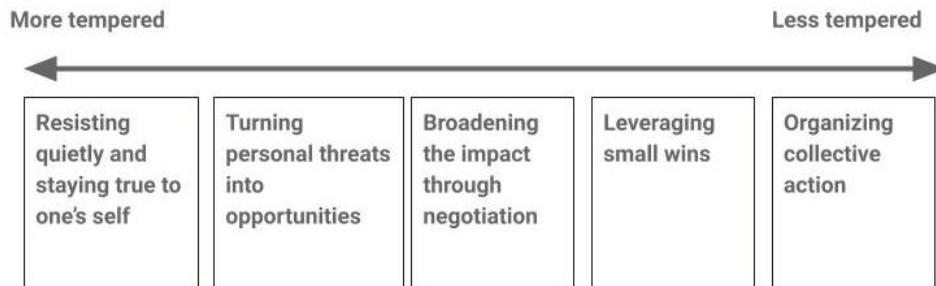 More tempered
Less tempered
Resisting
quietly and
staying true to
one's self
Turning
personal threats
into
opportunities
Broadening
the impact
through
negotiation
Leveraging
small wins
Organizing
collective
action